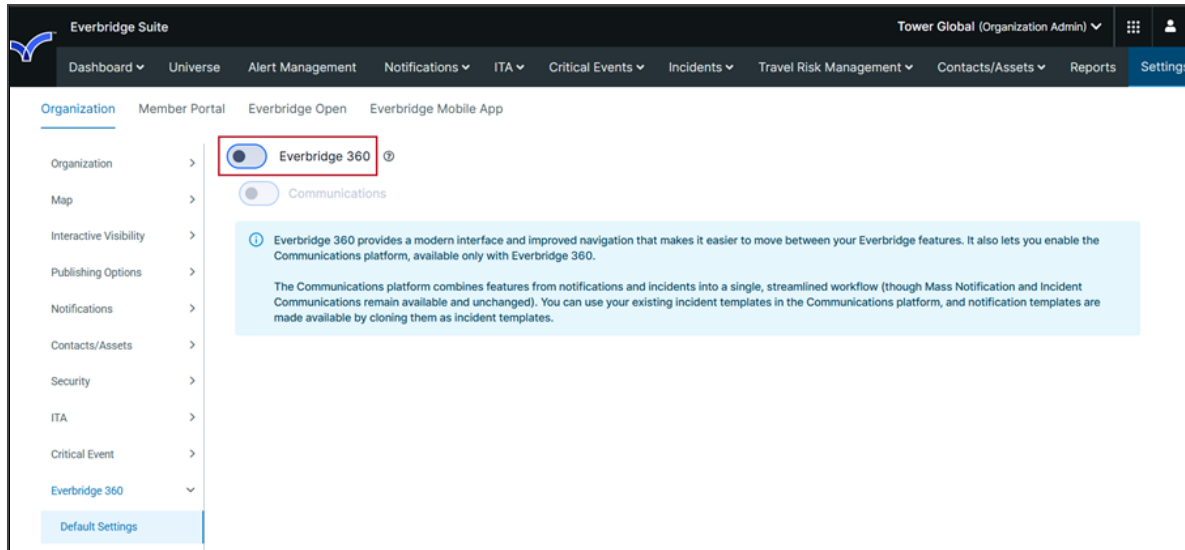 Everbridge Suite
Tower Global (Organization Admin)
Dashboard Universe Alert Management Notifications ITA Critical Events Incidents Travel Risk Management Contacts/Assets Reports Settings
Organization Member Portal Everbridge Open Everbridge Mobile App
Organization
Everbridge 360
Map
Communications
Interactive Visibility
Everbridge 360 provides a modern interface and improved navigation that makes it easier to move between your Everbridge features. It also lets you enable the
Communications platform, available only with Everbridge 360.
Publishing Options
The Communications platform combines features from notifications and incidents into a single, streamlined workflow (though Mass Notification and Incident
Communications remain available and unchanged). You can use your existing incident templates in the Communications platform, and notification templates are
made available by cloning them as incident templates.
Notifications
Contacts/Assets
Security
ITA
Critical Event
Everbridge 360
Default Settings